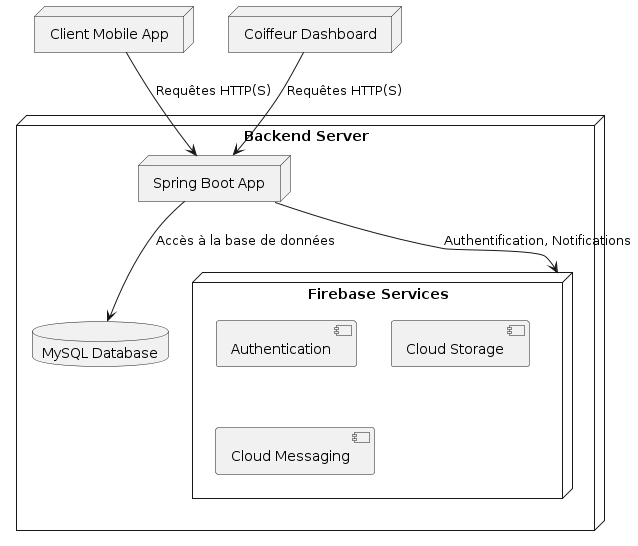 Client Mobile App
Coiffeur Dashboard
Requêtes HTTP(S)
Requêtes HTTP(S)
Backend Server
Spring Boot App
Accès à la base de données
Authentification, Notifications
Firebase Services
MySQL Database
Authentication
Cloud Storage
Cloud Messaging